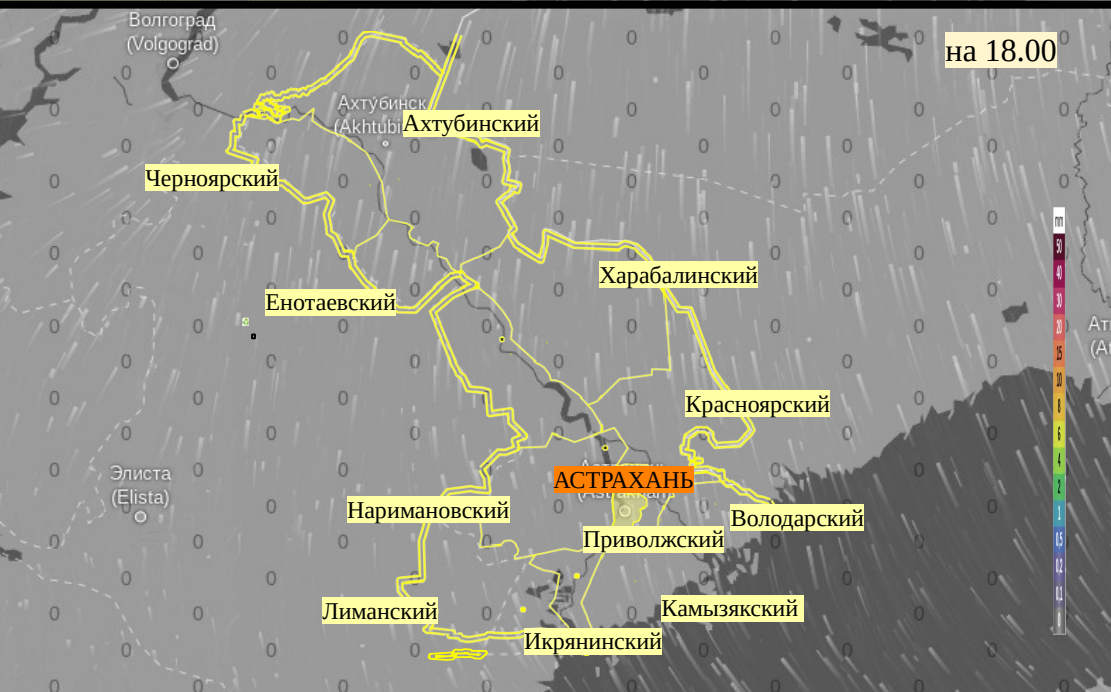 Волгоград
(Volgograd)
на 18.00
Ахтубинск
(Akhtubi
Ахтубинский
Черноярский
Харабалинский
Енотаевский
Красноярский
Элиста
(Elista)
АСТРАХАНЬ
Наримановский
Володарский
Приволжский
Лиманский
Камызякский
Икрянинский
mm
50
40
30
20
15
10
8
6
4
2
1
0,5
0,2
0,1
0